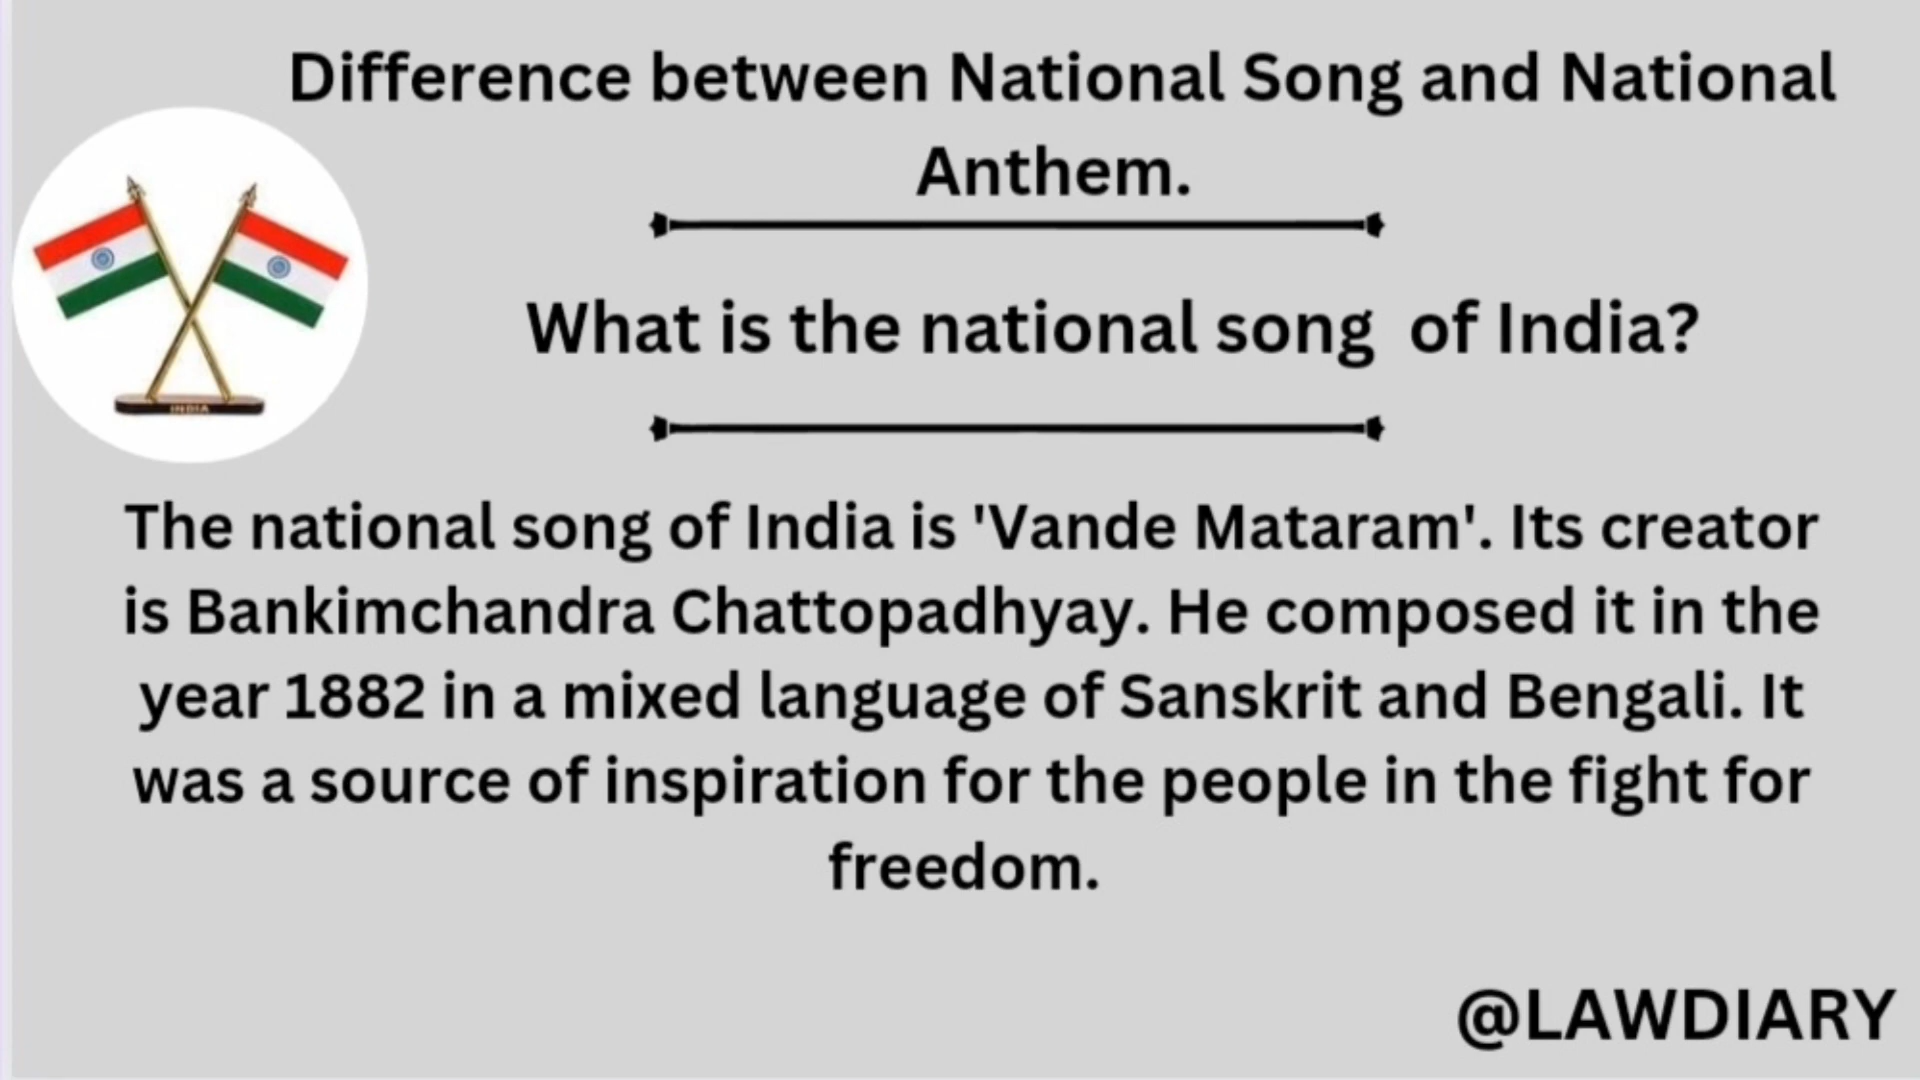 Difference between National Song and National
Anthem.
What is the national song of India?
INDIA
The national song of India is 'Vande Mataram'. Its creator
is Bankimchandra Chattopadhyay. He composed it in the
year 1882 in a mixed language of Sanskrit and Bengali. It
was a source of inspiration for the people in the fight for
freedom.
@LAWDIARY